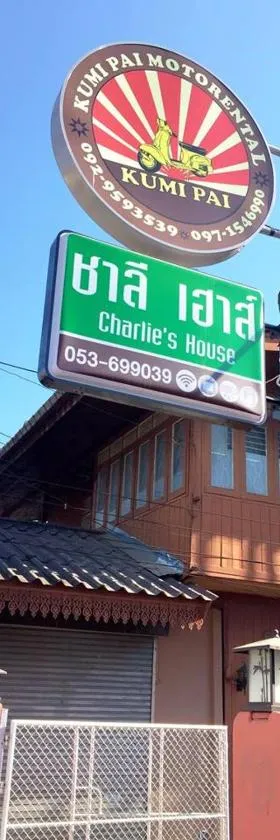 KUMI PAI MOTORENTAL
KUMI PAI
092-9593539 097-1546990
ชาลี เฮาส์
Charlie's House
053-699039